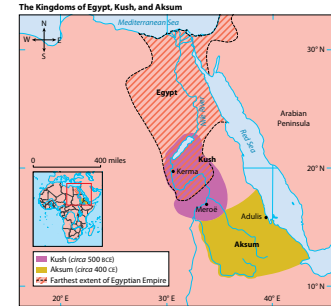 The Kingdoms of Egypt, Kush, and Aksum
Mediterranean Sea
N
W
E
S
30°N
Egypt
Nile River
Red Sea
Arabian
Peninsula
0
400 miles
Kush
20°N
Kerma
Meroë
Adulis
Aksum
Kush (circa 500 BCE)
Aksum (circa 400 CE)
Farthest extent of Egyptian Empire
10°N
20°E
30°E
40°E